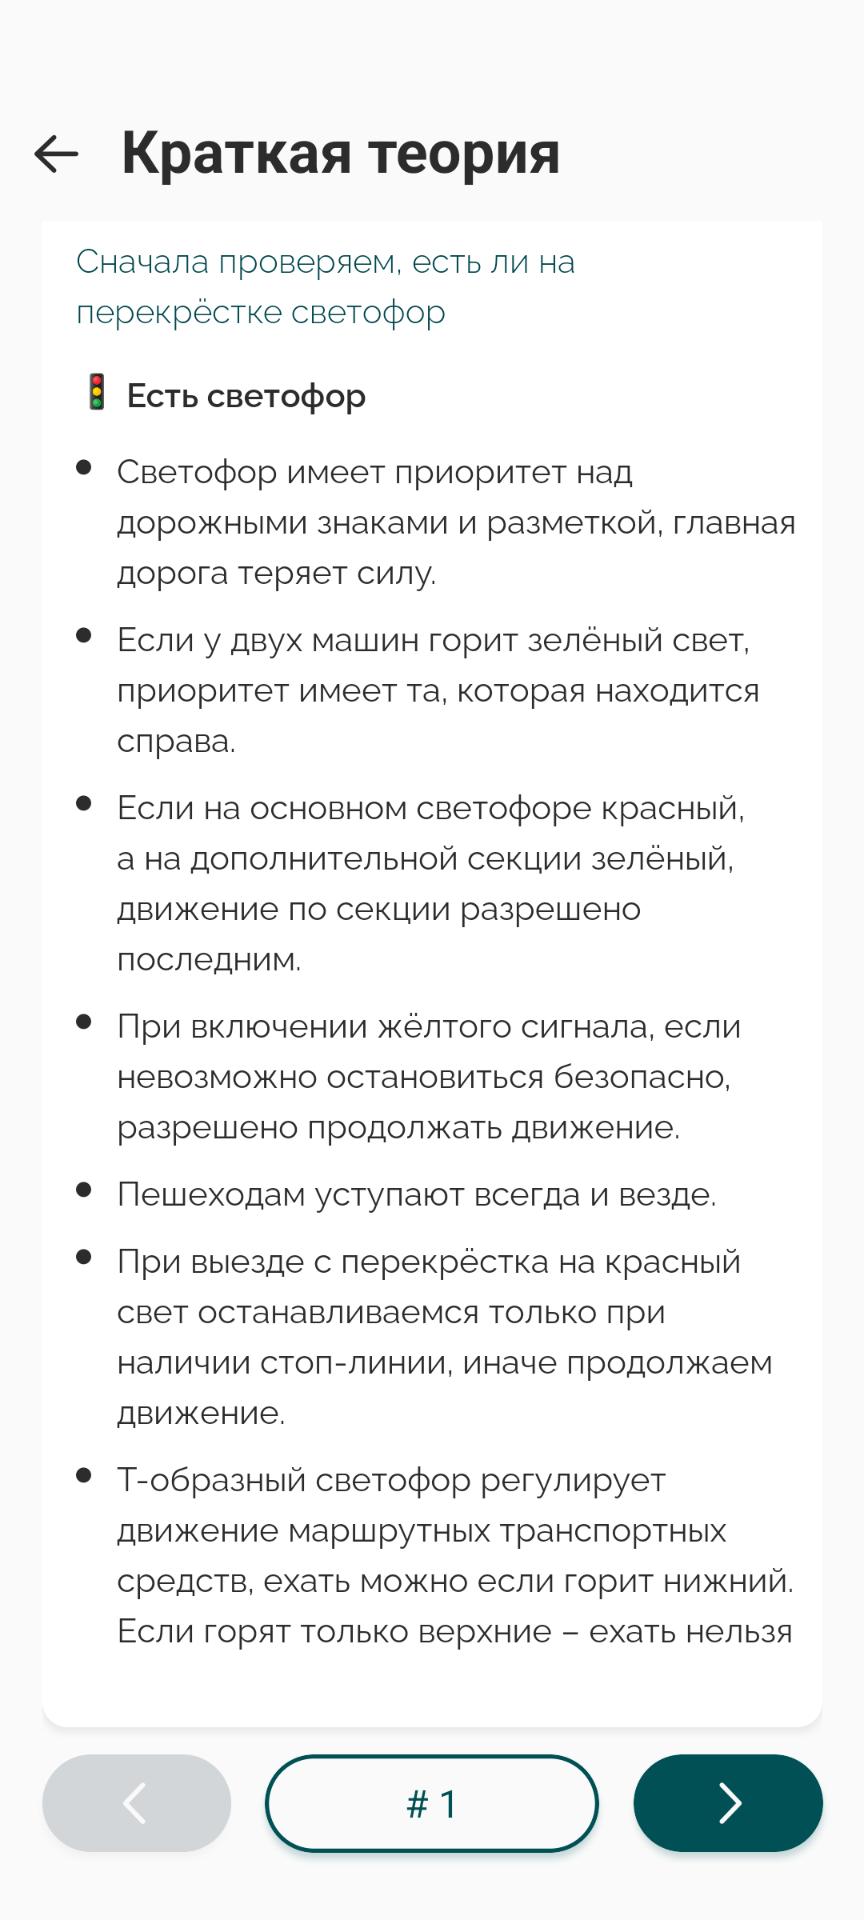 Краткая теория
Сначала проверяем, есть ли на
перекрёстке светофор
🚦 Есть светофор
• Светофор имеет приоритет над
дорожными знаками и разметкой, главная
дорога теряет силу.
• Если у двух машин горит зелёный свет,
приоритет имеет та, которая находится
справа.
• Если на основном светофоре красный,
а на дополнительной секции зелёный,
движение по секции разрешено
последним.
• При включении жёлтого сигнала, если
невозможно остановиться безопасно,
разрешено продолжать движение.
• Пешеходам уступают всегда и везде.
• При выезде с перекрёстка на красный
свет останавливаемся только при
наличии стоп-линии, иначе продолжаем
движение.
• Т-образный светофор регулирует
движение маршрутных транспортных
средств, ехать можно если горит нижний.
Если горят только верхние – ехать нельзя
# 1